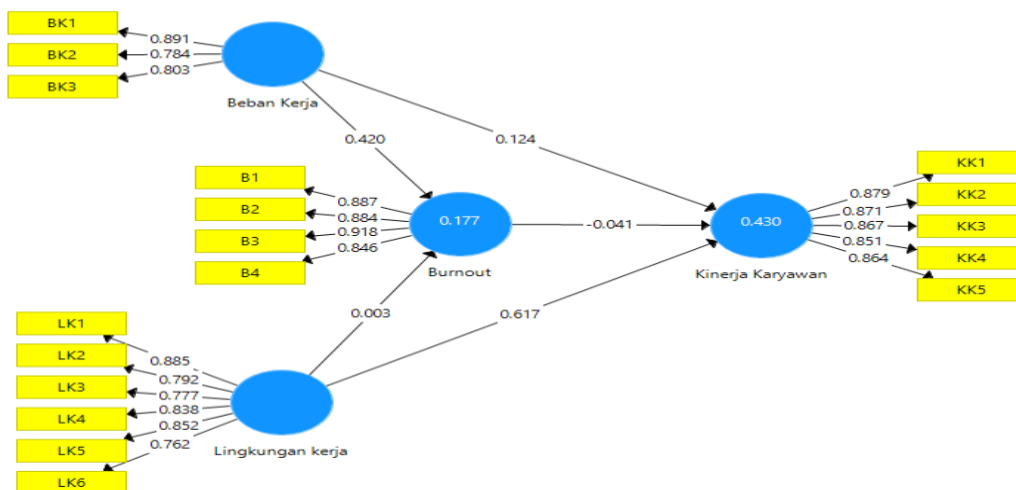 BK1
BK2
BK3
0.891
0.784
0.803
Beban Kerja
0.420
0.124
B1
B2
B3
B4
0.887
0.884
0.918
0.846
0.177
Burnout
-0.041
0.430
Kinerja Karyawan
0.879
0.871
0.867
0.851
0.864
KK1
KK2
KK3
KK4
KK5
0.003
0.617
LK1
LK2
LK3
LK4
LK5
LK6
0.885
0.792
0.777
0.838
0.852
0.762
Lingkungan kerja